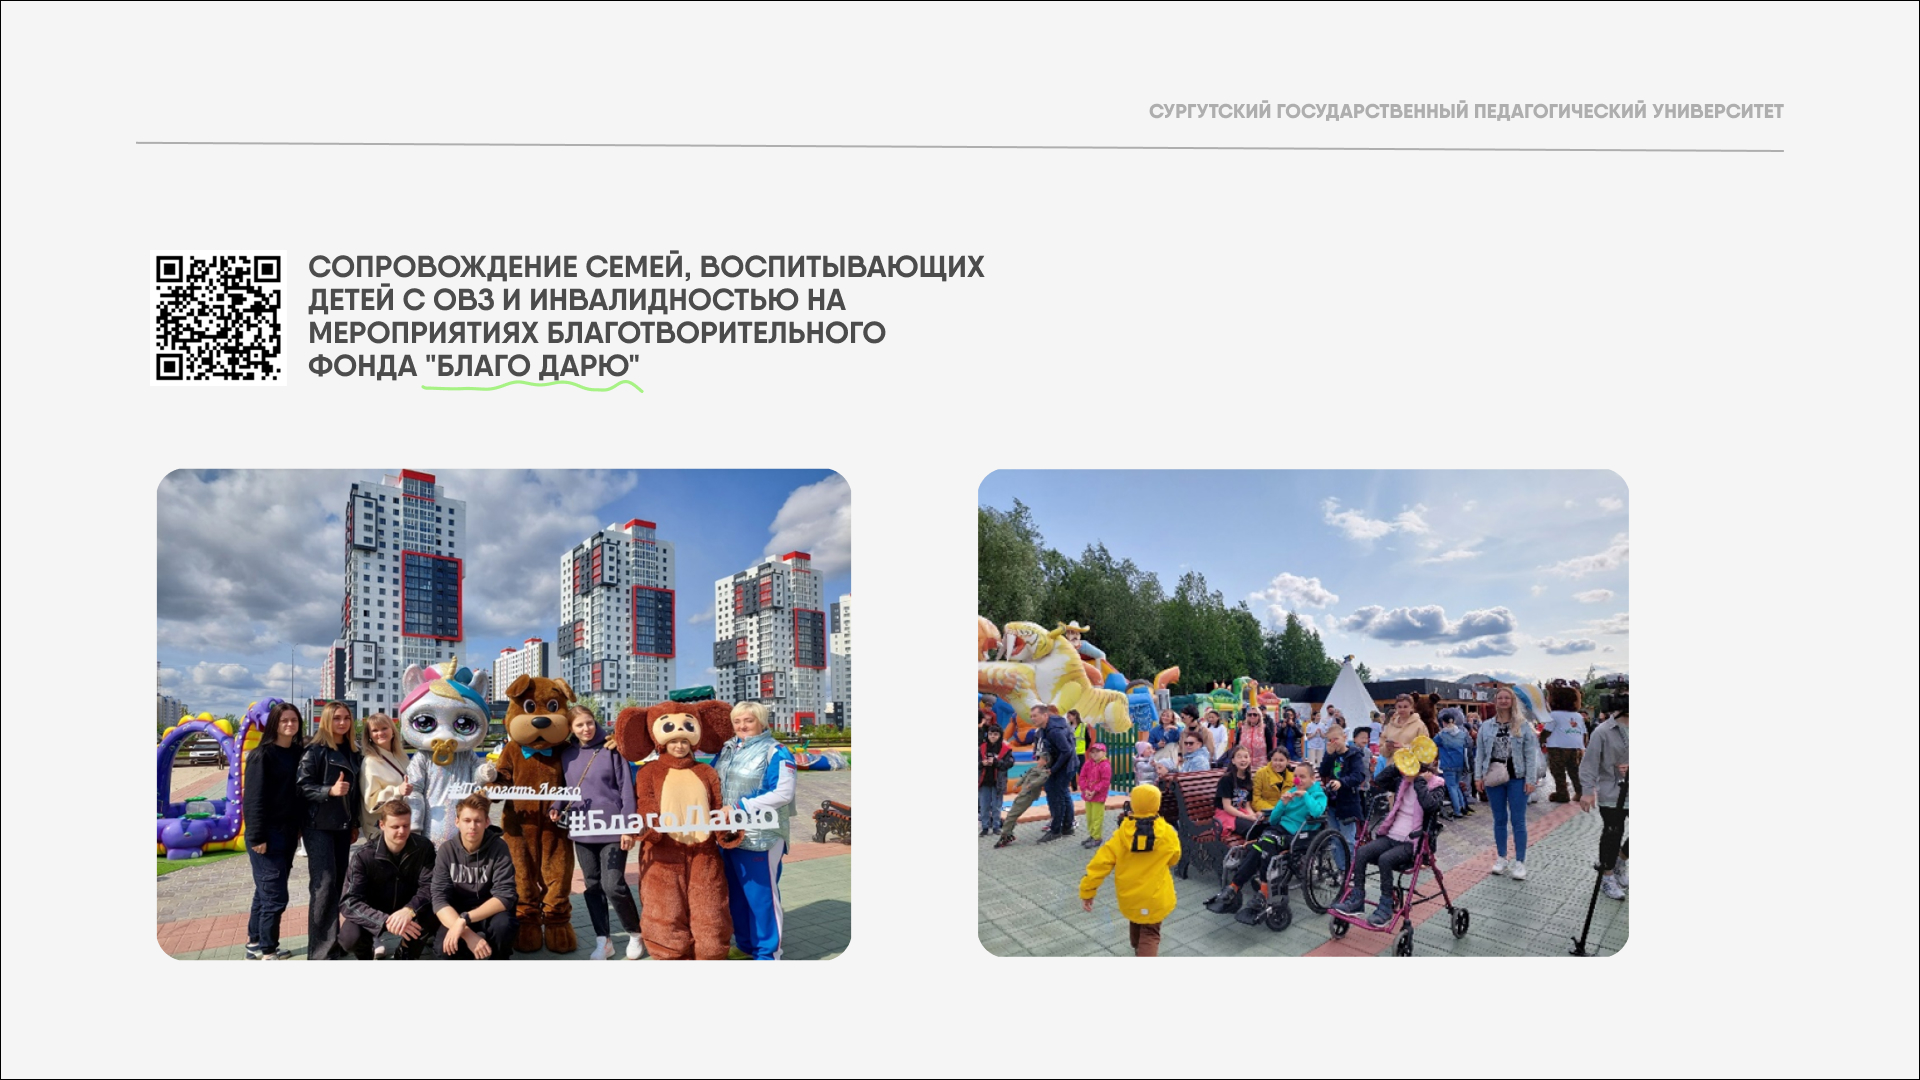 СУРГУТСКИЙ ГОСУДАРСТВЕННЫЙ ПЕДАГОГИЧЕСКИЙ УНИВЕРСИТЕТ
СОПРОВОЖДЕНИЕ СЕМЕЙ, ВОСПИТЫВАЮЩИХ
ДЕТЕЙ С ОВЗ И ИНВАЛИДНОСТЬЮ НА
МЕРОПРИЯТИЯХ БЛАГОТВОРИТЕЛЬНОГО
ФОНДА "БЛАГО ДАРЮ"
#Помогать Легко
#БлагоДарю